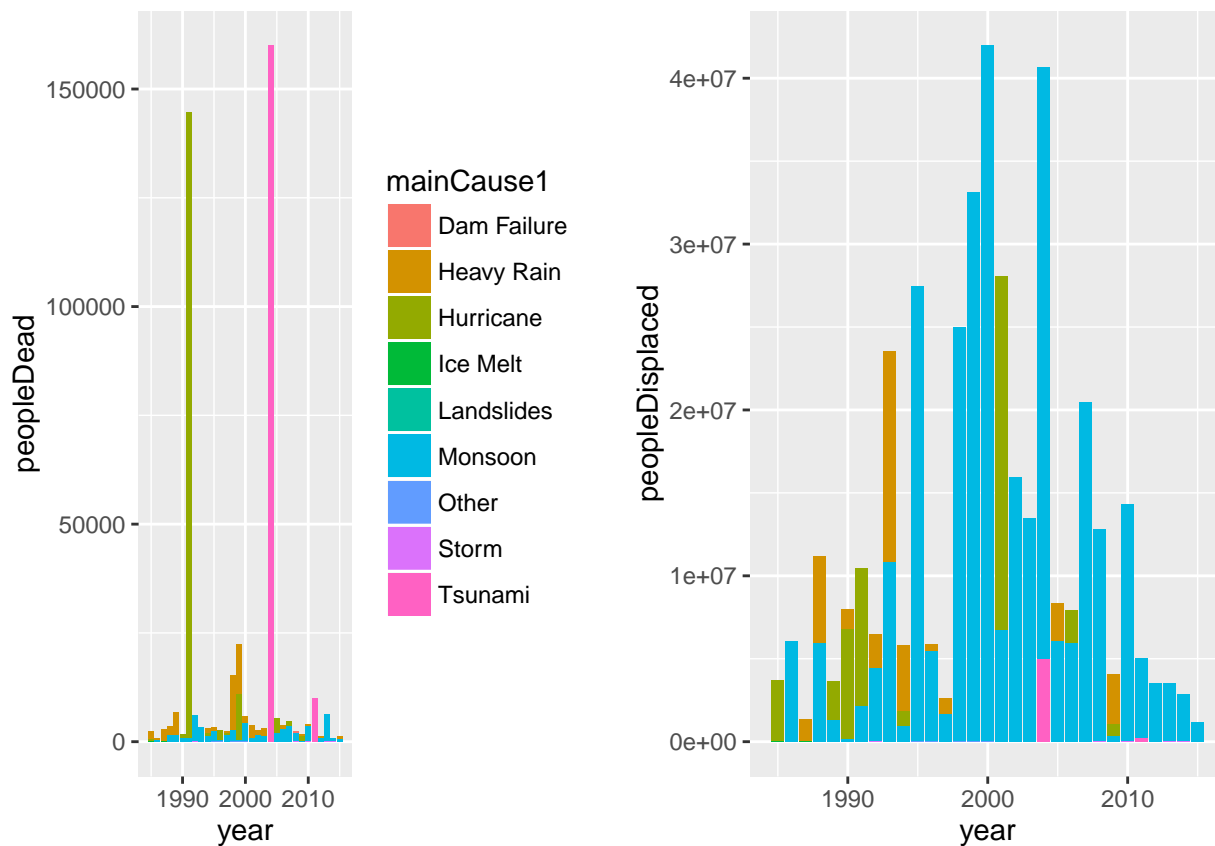 peopleDead
150000
100000
50000
0
1990
2000
2010
year
mainCause1
Dam Failure
Heavy Rain
Hurricane
Ice Melt
Landslides
Monsoon
Other
Storm
Tsunami
peopleDisplaced
4e+07
3e+07
2e+07
1e+07
0e+00
1990
2000
2010
year